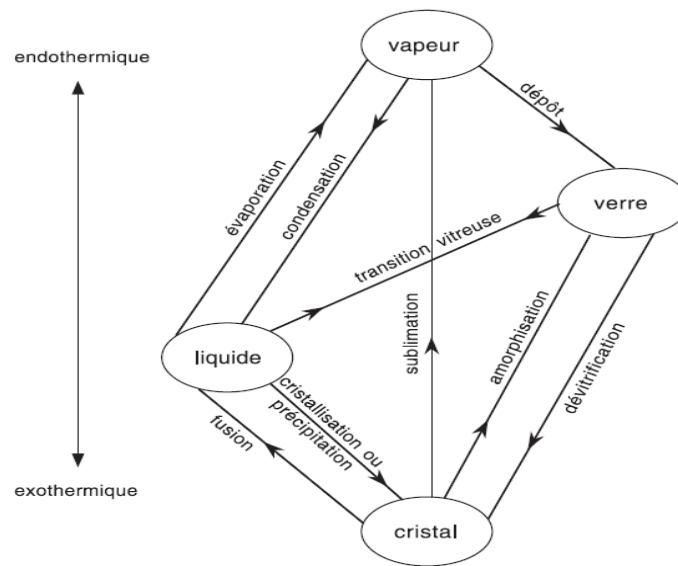 vapeur
endothermique
dépôt
évaporation
condensation
verre
transition vitreuse
sublimation
amorphisation
dévitrification
liquide
cristallisation ou
précipitation
fusion
exothermique
cristal